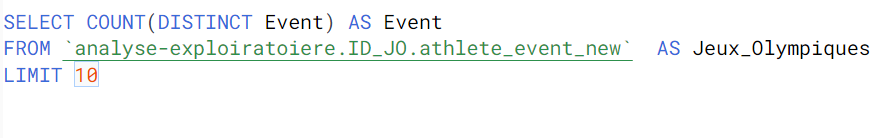 SELECT COUNT(DISTINCT Event) AS Event
FROM `analyse-exploiratoiere.ID_JO.athlete_event_new`  AS Jeux_Olympiques
LIMIT 10